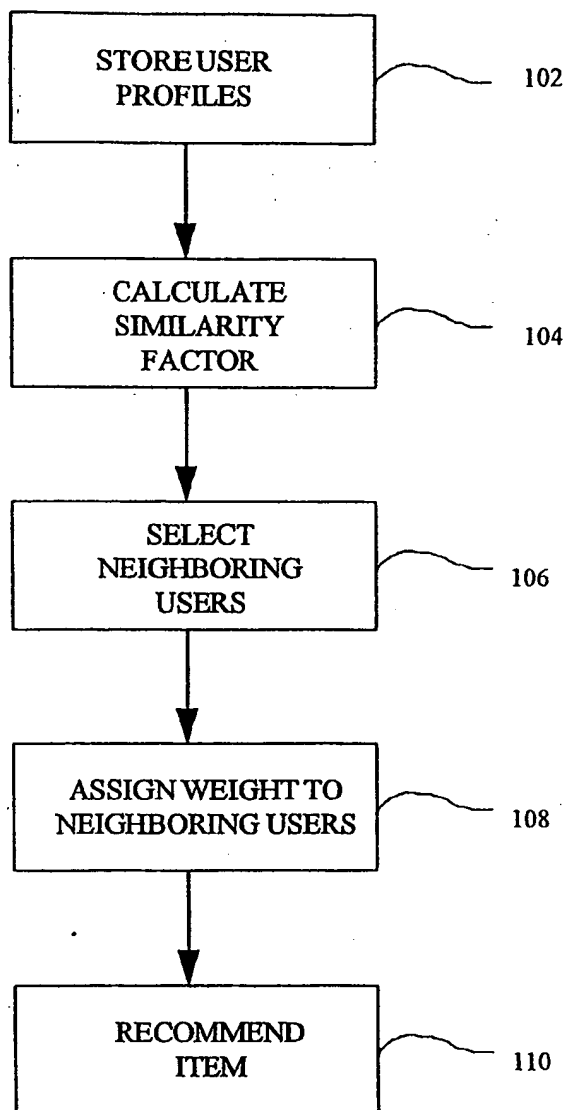 STORE USER
PROFILES
102
CALCULATE
SIMILARITY
FACTOR
104
SELECT
NEIGHBORING
USERS
106
ASSIGN WEIGHT TO
NEIGHBORING USERS
108
RECOMMEND
ITEM
110